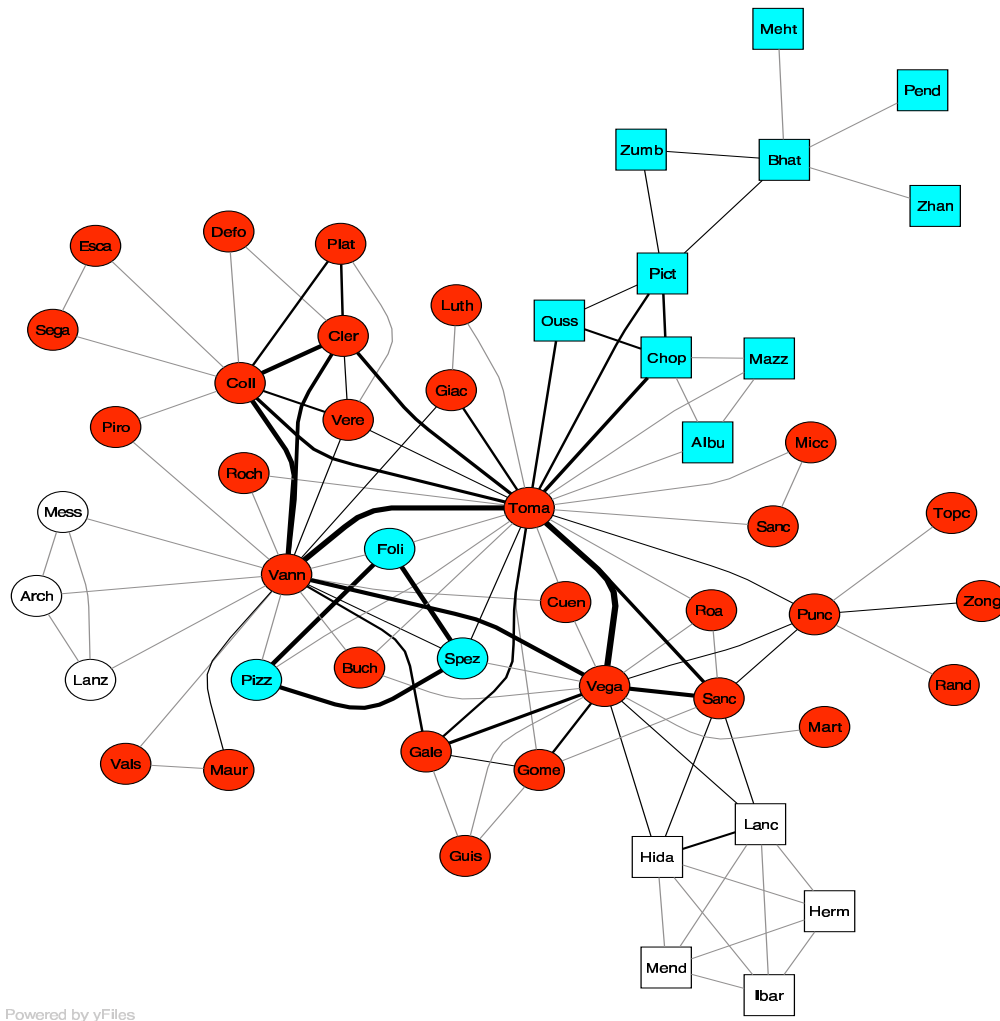 Meht
Pend
Zumb
Bhat
Zhan
Defo
Plat
Esca
Pict
Luth
Ouss
Sega
Cler
Chop
Mazz
Coll
Giac
Vere
Piro
Albu
Micc
Roch
Toma
Mess
Topc
Sanc
Foli
Vann
Arch
Cuen
Roa
Punc
Zong
Spez
Buch
Lanz
Pizz
Vega
Rand
Sanc
Mart
Gale
Vals
Maur
Gome
Lanc
Guis
Hida
Herm
Mend
Ibar
Powered by yFiles